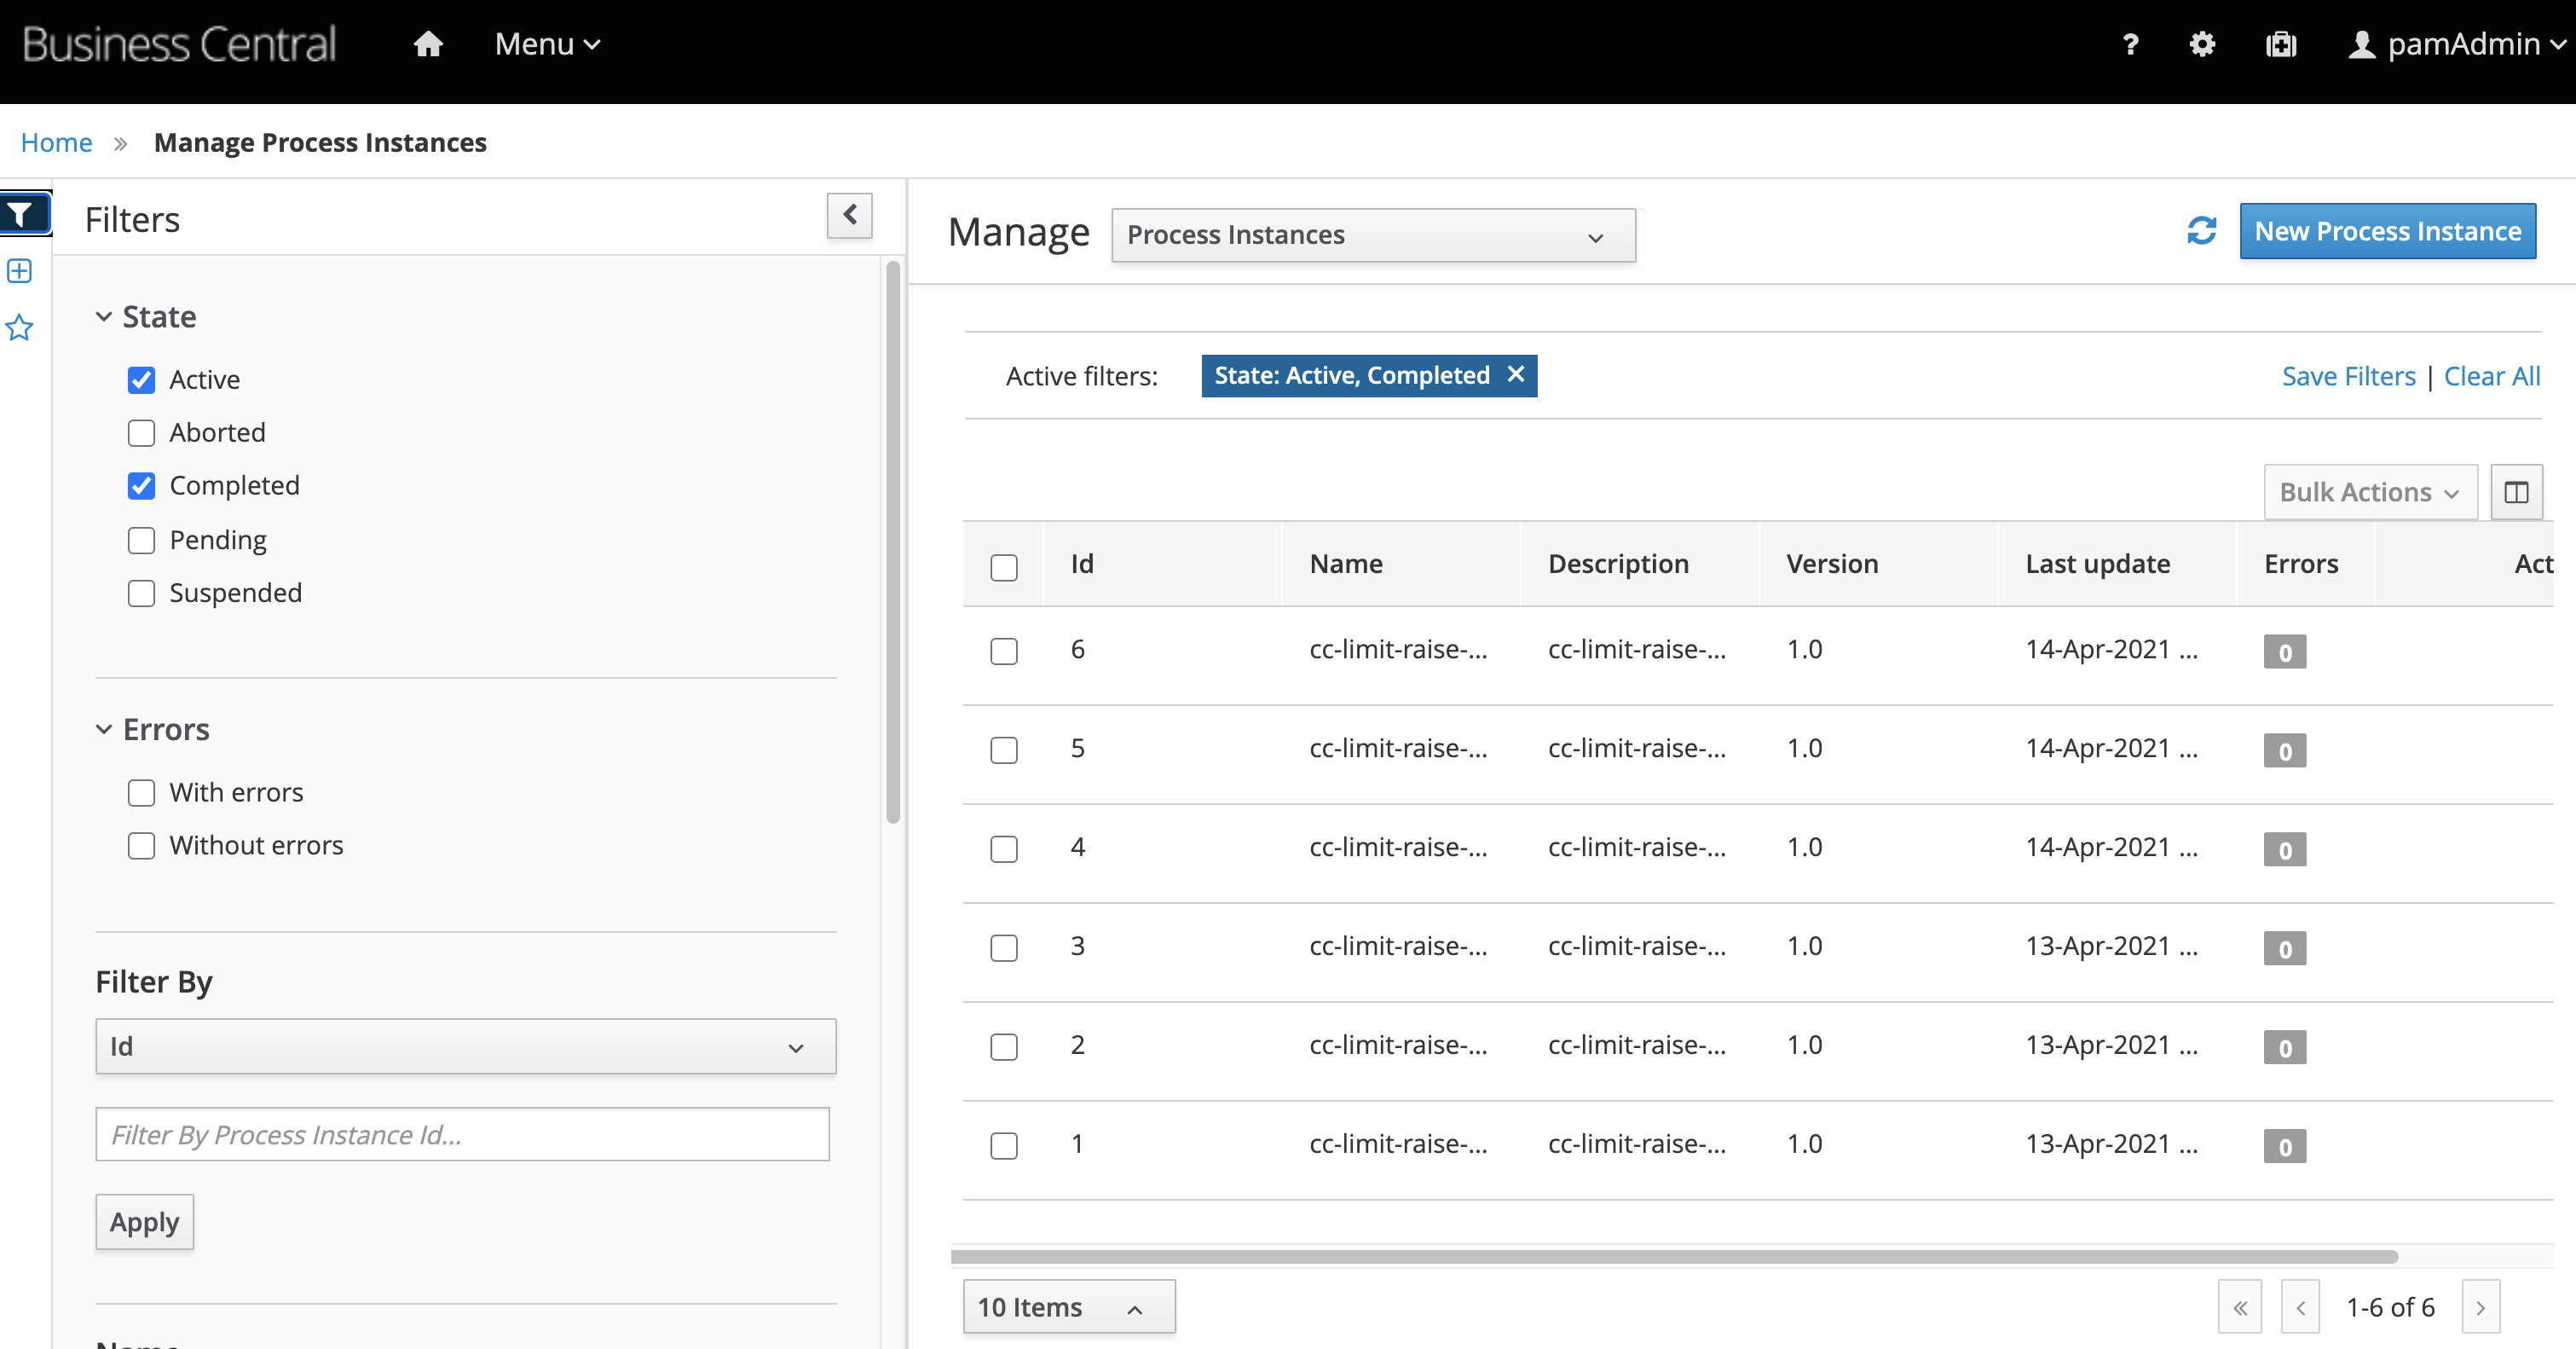 Business Central
Menu
?
pamAdmin
Home » Manage Process Instances
Filters
State
Active
Aborted
Completed
Pending
Suspended
Errors
With errors
Without errors
Filter By
Id
Filter By Process Instance Id...
Apply
Manage
Process Instances
New Process Instance
Active filters:
State: Active, Completed ×
Save Filters | Clear All
Bulk Actions
Id Name Description Version Last update Errors Act
6 cc-limit-raise-... cc-limit-raise-... 1.0 14-Apr-2021 ... 0
5 cc-limit-raise-... cc-limit-raise-... 1.0 14-Apr-2021 ... 0
4 cc-limit-raise-... cc-limit-raise-... 1.0 14-Apr-2021 ... 0
3 cc-limit-raise-... cc-limit-raise-... 1.0 13-Apr-2021 ... 0
2 cc-limit-raise-... cc-limit-raise-... 1.0 13-Apr-2021 ... 0
1 cc-limit-raise-... cc-limit-raise-... 1.0 13-Apr-2021 ... 0
10 Items
« ‹ 1-6 of 6 ›